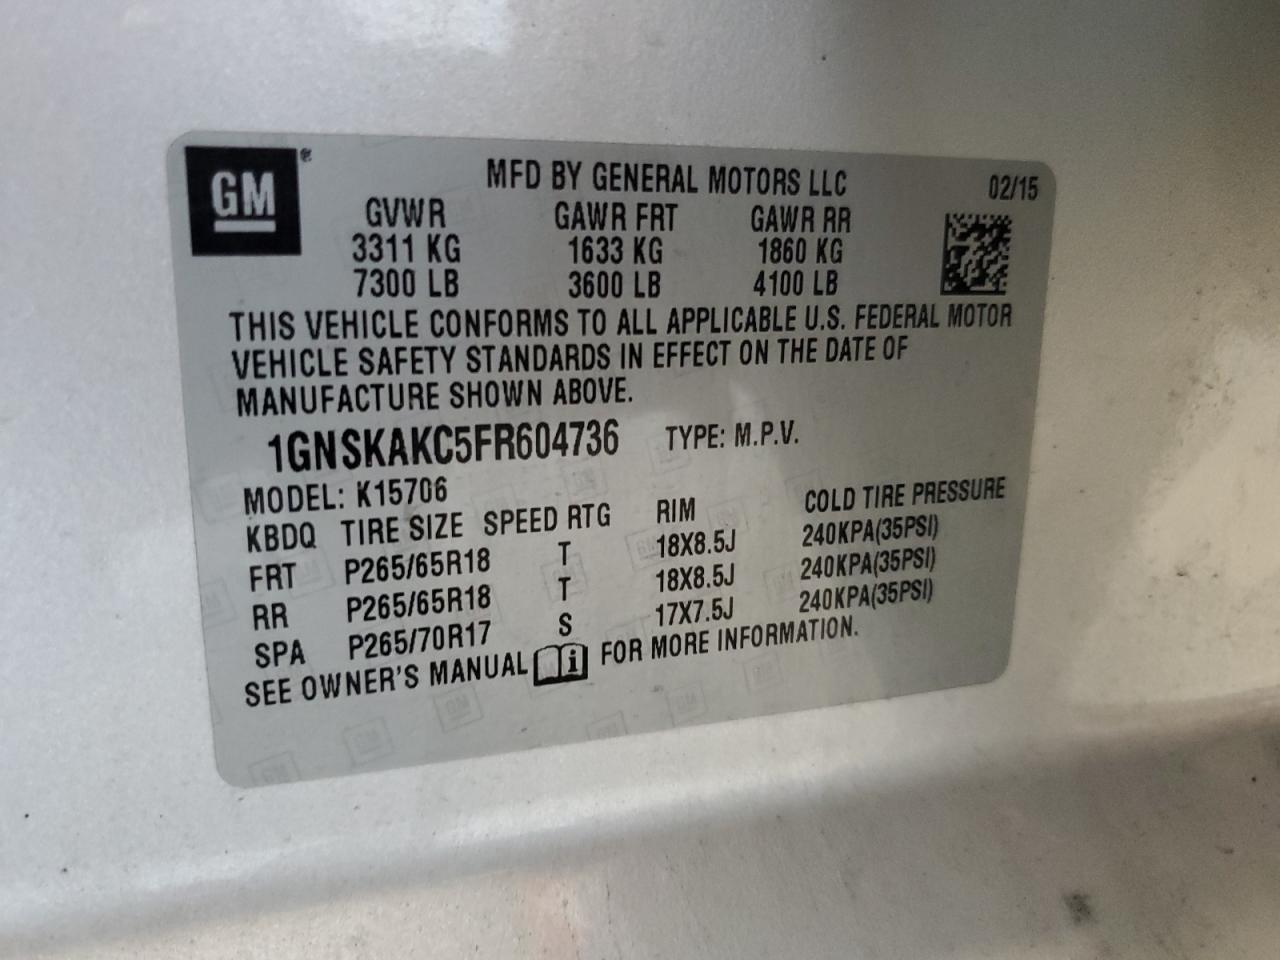 GM®
MFD BY GENERAL MOTORS LLC 02/15
GVWR GAWR FRT GAWR RR
3311 KG 1633 KG 1860 KG
7300 LB 3600 LB 4100 LB
THIS VEHICLE CONFORMS TO ALL APPLICABLE U.S. FEDERAL MOTOR
VEHICLE SAFETY STANDARDS IN EFFECT ON THE DATE OF
MANUFACTURE SHOWN ABOVE.
1GNSKAKC5FR604736 TYPE: M.P.V.
MODEL: K15706
KBDQ TIRE SIZE SPEED RTG RIM COLD TIRE PRESSURE
FRT P265/65R18 T 18X8.5J 240KPA(35PSI)
RR P265/65R18 T 18X8.5J 240KPA(35PSI)
SPA P265/70R17 S 17X7.5J 240KPA(35PSI)
SEE OWNER'S MANUAL i FOR MORE INFORMATION.